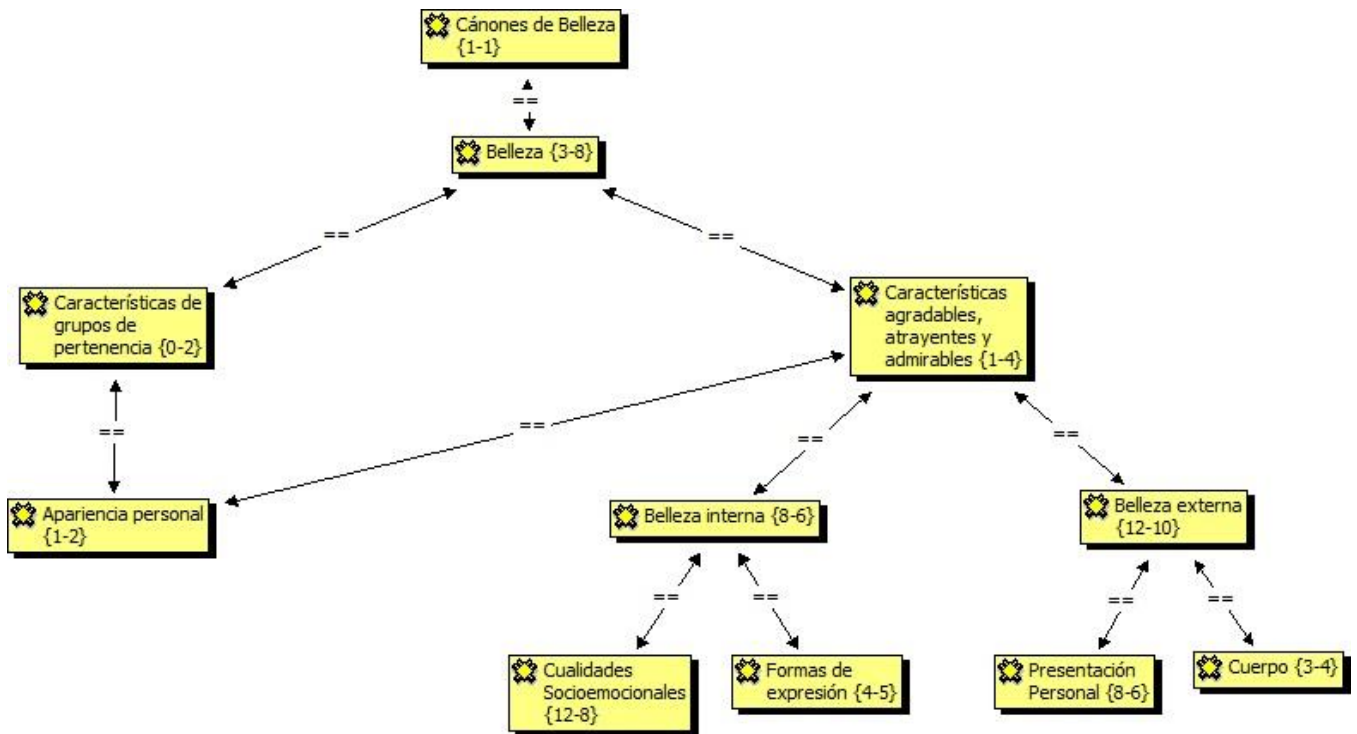 Cánones de Belleza
{1-1}
==
Belleza {3-8}
==
==
Características de
grupos de
pertenencia {0-2}
Características
agradables,
atrayentes y
admirables {1-4}
==
==
==
==
Apariencia personal
{1-2}
Belleza interna {8-6}
Belleza externa
{12-10}
==
==
==
==
Cualidades
Socioemocionales
{12-8}
Formas de
expresión {4-5}
Presentación
Personal {8-6}
Cuerpo {3-4}